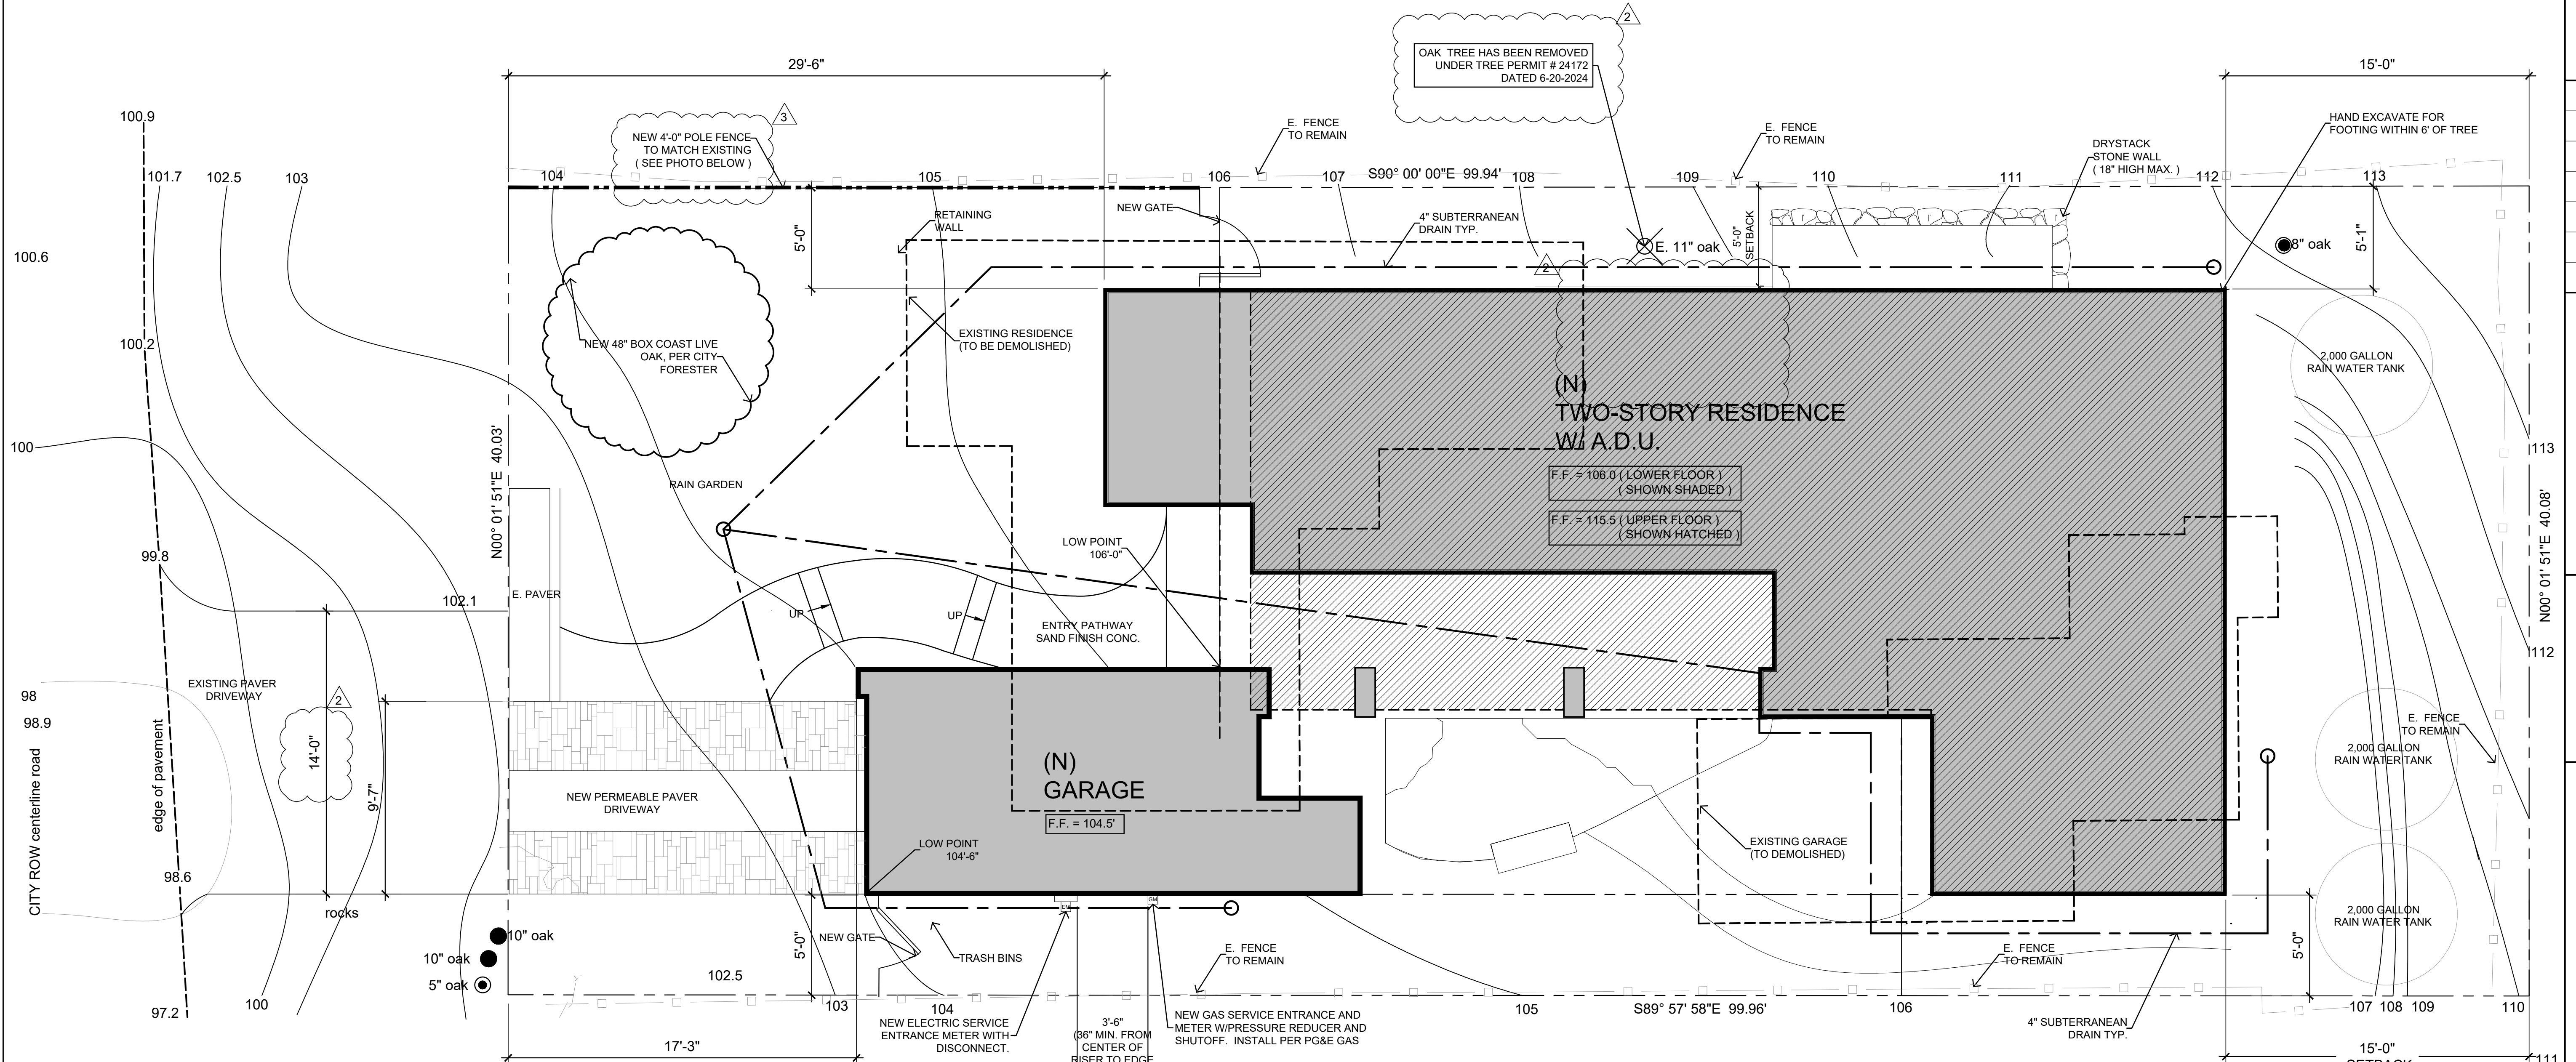 2
OAK TREE HAS BEEN REMOVED
UNDER TREE PERMIT # 24172
DATED 6-20-2024
29'-6"
15'-0"
100.9
3
NEW 4'-0" POLE FENCE
TO MATCH EXISTING
( SEE PHOTO BELOW )
E. FENCE
TO REMAIN
E. FENCE
TO REMAIN
HAND EXCAVATE FOR
FOOTING WITHIN 6' OF TREE
DRYSTACK
STONE WALL
( 18" HIGH MAX. )
101.7
102.5
103
104
105
106
107
S90° 00' 00"E 99.94'
108
109
110
111
112
113
RETAINING
WALL
NEW GATE
4" SUBTERRANEAN
DRAIN TYP.
5'-0"
5'-0"
SETBACK
E. 11" oak
8" oak
5'-1"
100.6
2
EXISTING RESIDENCE
(TO BE DEMOLISHED)
100.2
NEW 48" BOX COAST LIVE
OAK, PER CITY
FORESTER
2,000 GALLON
RAIN WATER TANK
(N)
TWO-STORY RESIDENCE
W/ A.D.U.
100
N00° 01' 51"E 40.03'
113
RAIN GARDEN
F.F. = 106.0 ( LOWER FLOOR )
( SHOWN SHADED )
F.F. = 115.5 ( UPPER FLOOR )
( SHOWN HATCHED )
N00° 01' 51"E 40.08'
99.8
LOW POINT
106'-0"
102.1
E. PAVER
UP
UP
ENTRY PATHWAY
SAND FINISH CONC.
112
98
98.9
EXISTING PAVER
DRIVEWAY
2
E. FENCE
TO REMAIN
2,000 GALLON
RAIN WATER TANK
CITY ROW centerline road
edge of pavement
14'-0"
9'-7"
NEW PERMEABLE PAVER
DRIVEWAY
(N)
GARAGE
F.F. = 104.5'
LOW POINT
104'-6"
EXISTING GARAGE
(TO DEMOLISHED)
98.6
rocks
GM
2,000 GALLON
RAIN WATER TANK
10" oak
10" oak
5" oak
NEW GATE
5'-0"
TRASH BINS
E. FENCE
TO REMAIN
E. FENCE
TO REMAIN
5'-0"
102.5
97.2
100
103
104
105
S89° 57' 58"E 99.96'
106
107
108
109
110
NEW ELECTRIC SERVICE
ENTRANCE METER WITH
DISCONNECT.
3'-6"
(36" MIN. FROM
CENTER OF
RISER TO EDGE
NEW GAS SERVICE ENTRANCE AND
METER W/PRESSURE REDUCER AND
SHUTOFF. INSTALL PER PG&E GAS
4" SUBTERRANEAN
DRAIN TYP.
17'-3"
15'-0"
SETBACK
111